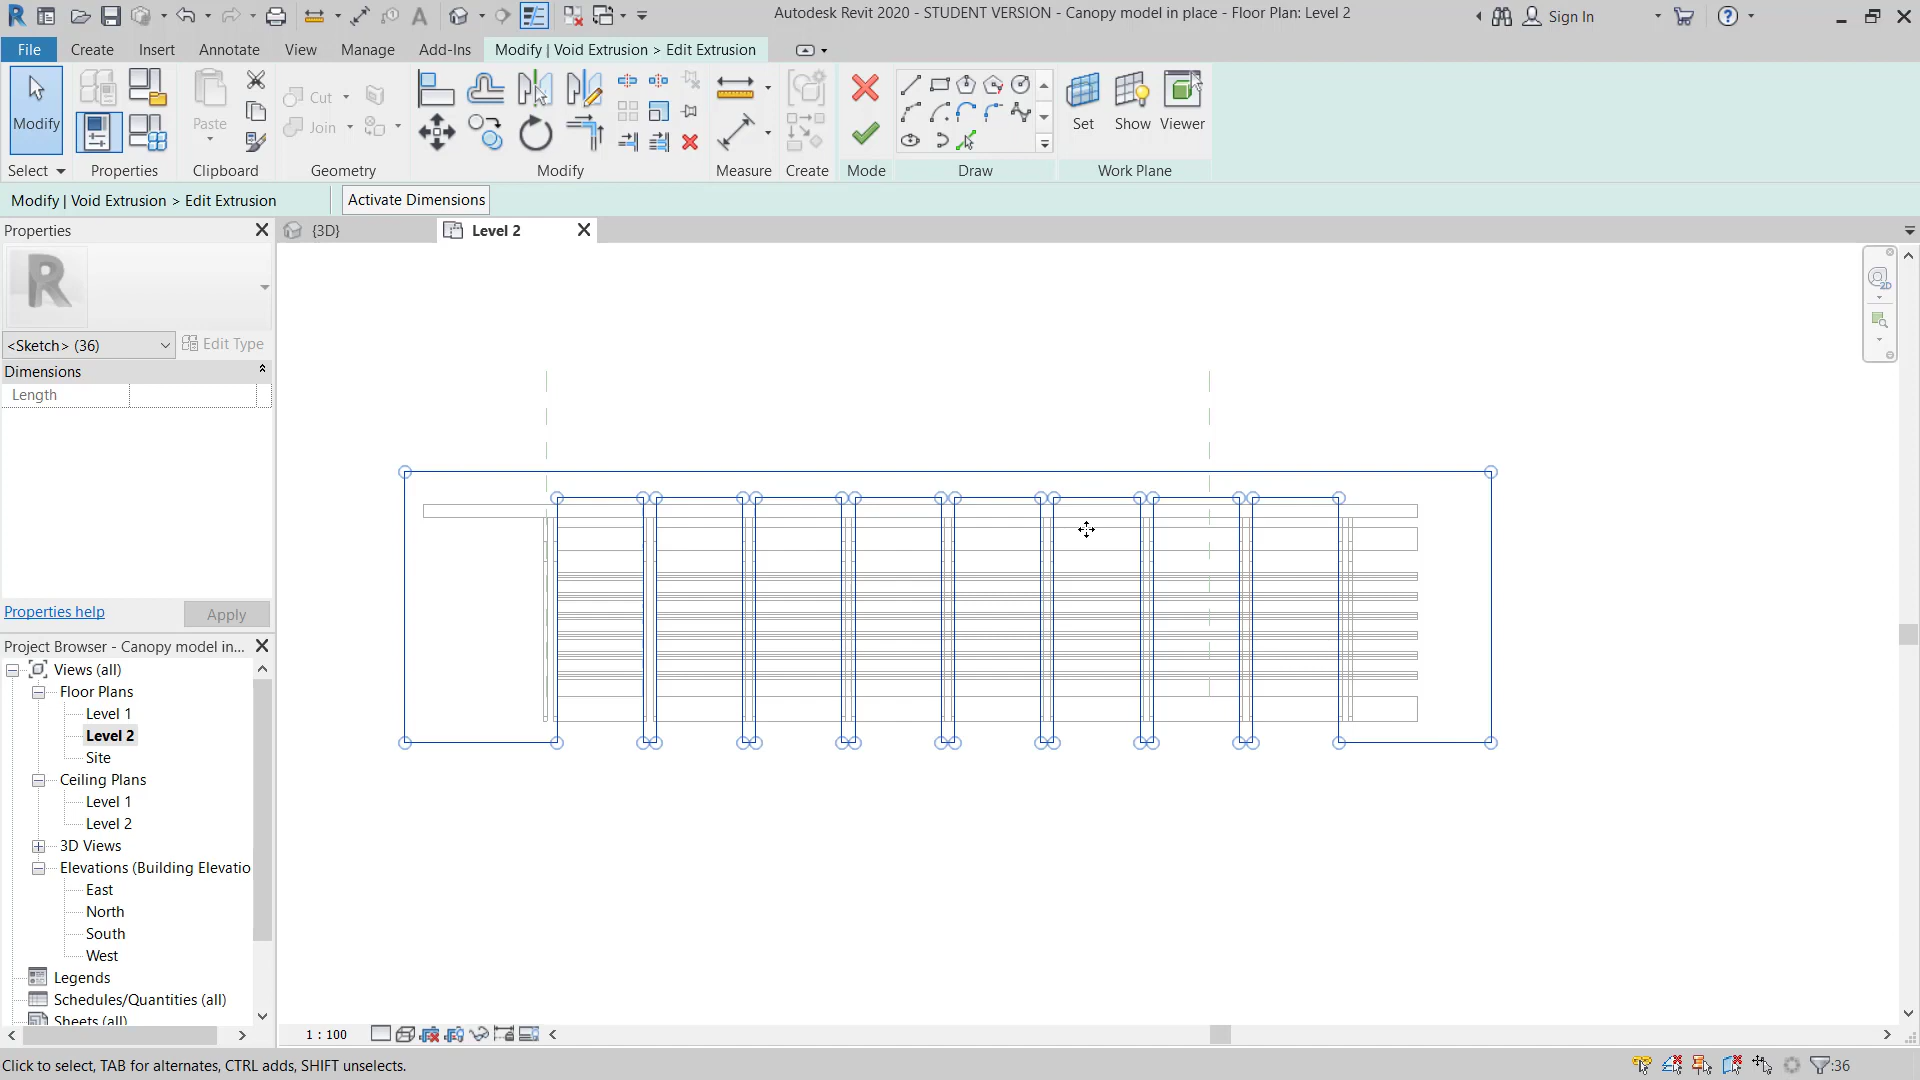 Autodesk Revit 2020 - STUDENT VERSION - Canopy model in place - Floor Plan: Level 2
Sign In
File Create Insert Annotate View Manage Add-Ins Modify | Void Extrusion > Edit Extrusion
Modify
Paste
Cut
Join
Set Show Viewer
Select Properties Clipboard Geometry Modify Measure Create Mode Draw Work Plane
Modify | Void Extrusion > Edit Extrusion Activate Dimensions
Properties
{3D} Level 2
<Sketch> (36) Edit Type
Dimensions
Length
Properties help Apply
Project Browser - Canopy model in...
Views (all)
Floor Plans
Level 1
Level 2
Site
Ceiling Plans
Level 1
Level 2
3D Views
Elevations (Building Elevatio
East
North
South
West
Legends
Schedules/Quantities (all)
Sheets (all)
1 : 100
Click to select, TAB for alternates, CTRL adds, SHIFT unselects.
:36